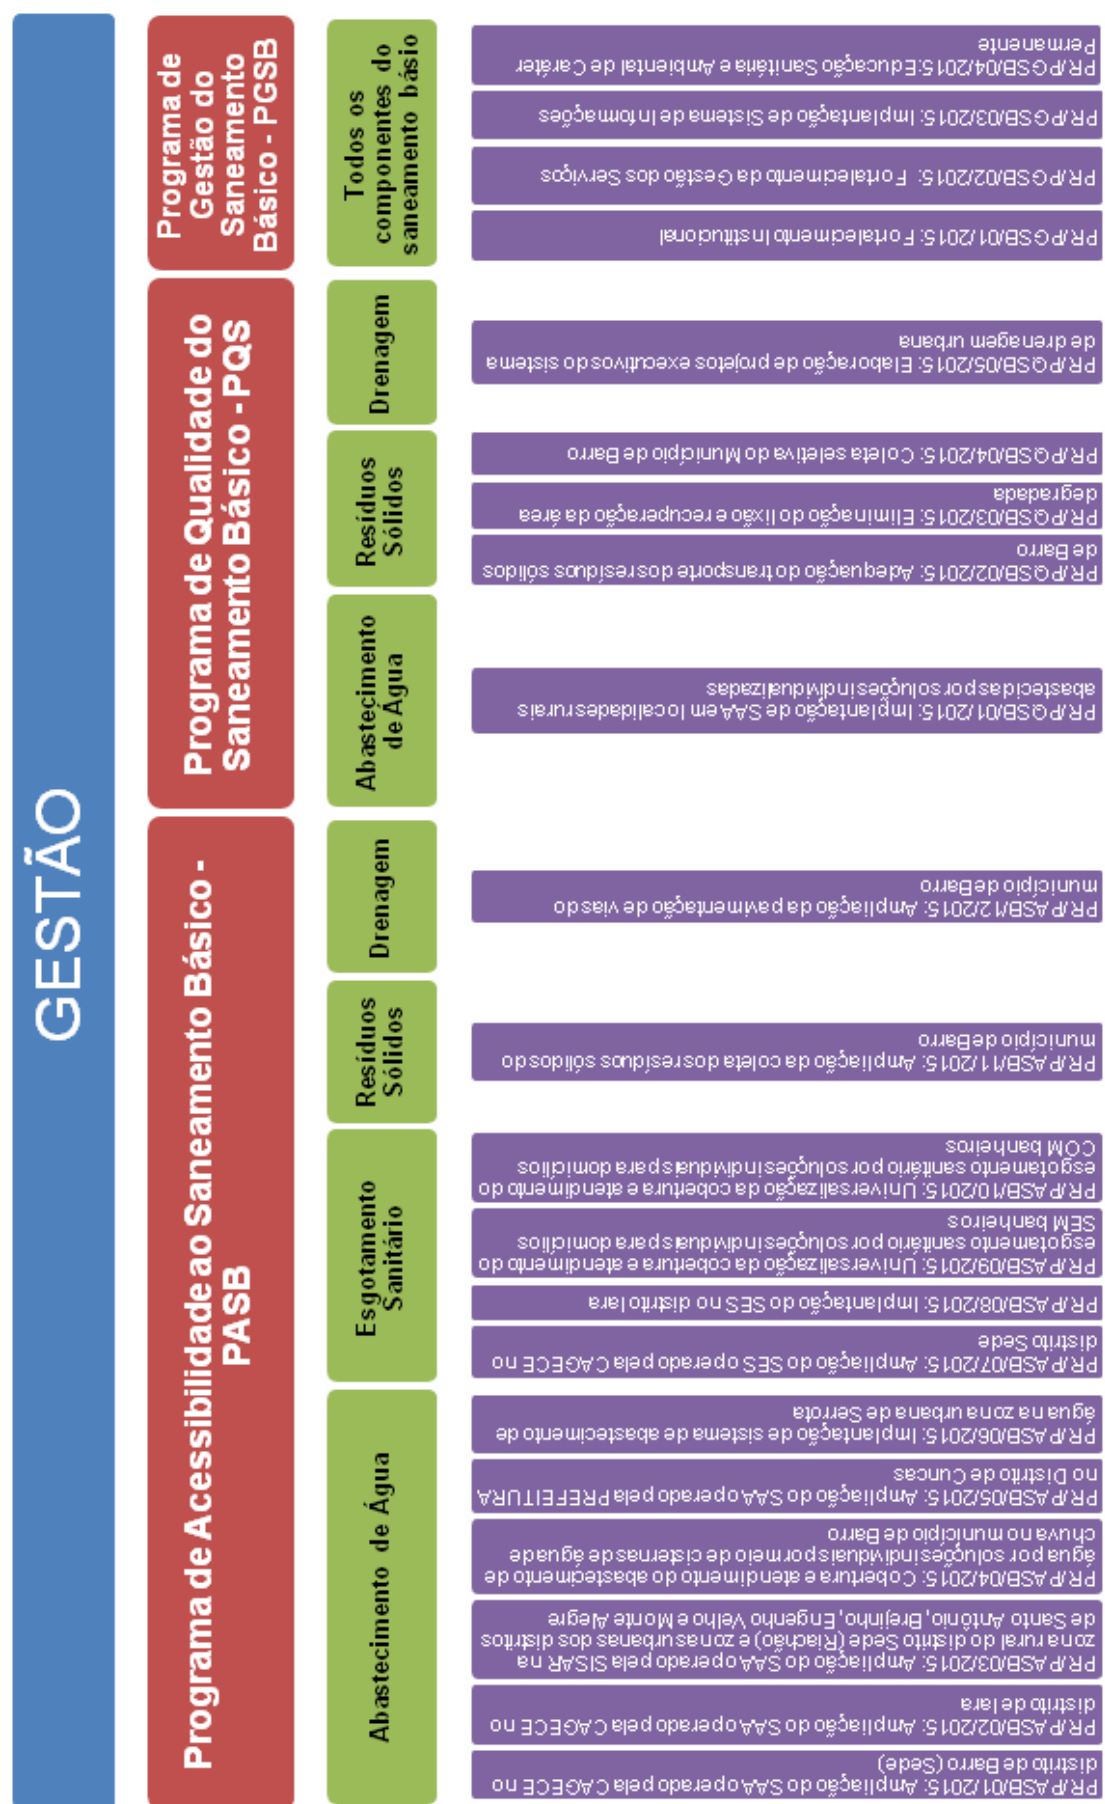 GESTÃO
Programa de Acessibilidade ao Saneamento Básico -
PASB
Programa de Qualidade do
Saneamento Básico - PQS
Programa de
Gestão do
Saneamento
Básico - PGSB
Abastecimento de Água
Esgotamento
Sanitário
Resíduos
Sólidos
Drenagem
Abastecimento
de Água
Resíduos
Sólidos
Drenagem
Todos os
componentes do
saneamento básio
PR/PASB/01/2015: Ampliação do SAA operado pela CAGECE no
distrito de Barro (Sede)
PR/PASB/02/2015: Ampliação do SAA operado pela CAGECE no
distrito de Iara
PR/PASB/03/2015: Ampliação do SAA operado pela SISAR na
zona rural do distrito Sede (Riachão) e zonas urbanas dos distritos
de Santo Antônio, Brejinho, Engenho Velho e Monte Alegre
PR/PASB/04/2015: Cobertura e atendimento do abastecimento de
água por soluções individuais por meio de cisternas de água de
chuva no município de Barro
PR/PASB/05/2015: Ampliação do SAA operado pela PREFEITURA
no Distrito de Cuncas
PR/PASB/06/2015: Implantação de sistema de abastecimento de
água na zona urbana de Serrota
PR/PASB/07/2015: Ampliação do SES operado pela CAGECE no
distrito Sede
PR/PASB/08/2015: Implantação do SES no distrito Iara
PR/PASB/09/2015: Universalização da cobertura e atendimento do
esgotamento sanitário por soluções individuais para domicílios
SEM banheiros
PR/PASB/10/2015: Universalização da cobertura e atendimento do
esgotamento sanitário por soluções individuais para domicílios
COM banheiros
PR/PASB/11/2015: Ampliação da coleta dos resíduos sólidos do
município de Barro
PR/PASB/12/2015: Ampliação da pavimentação de vias do
município de Barro
PR/PQSB/01/2015: Implantação de SAA em localidades rurais
abastecidas por soluções individualizadas
PR/PQSB/02/2015: Adequação do transporte dos resíduos sólidos
de Barro
PR/PQSB/03/2015: Eliminação do lixão e recuperação da área
degradada
PR/PQSB/04/2015: Coleta seletiva do Município de Barro
PR/PQSB/05/2015: Elaboração de projetos executivos do sistema
de drenagem urbana
PR/PGSB/01/2015: Fortalecimento Institucional
PR/PGSB/02/2015: Fortalecimento da Gestão dos Serviços
PR/PGSB/03/2015: Implantação de Sistema de Informações
PR/PGSB/04/2015:Educação Sanitária e Ambiental de Caráter
Permanente